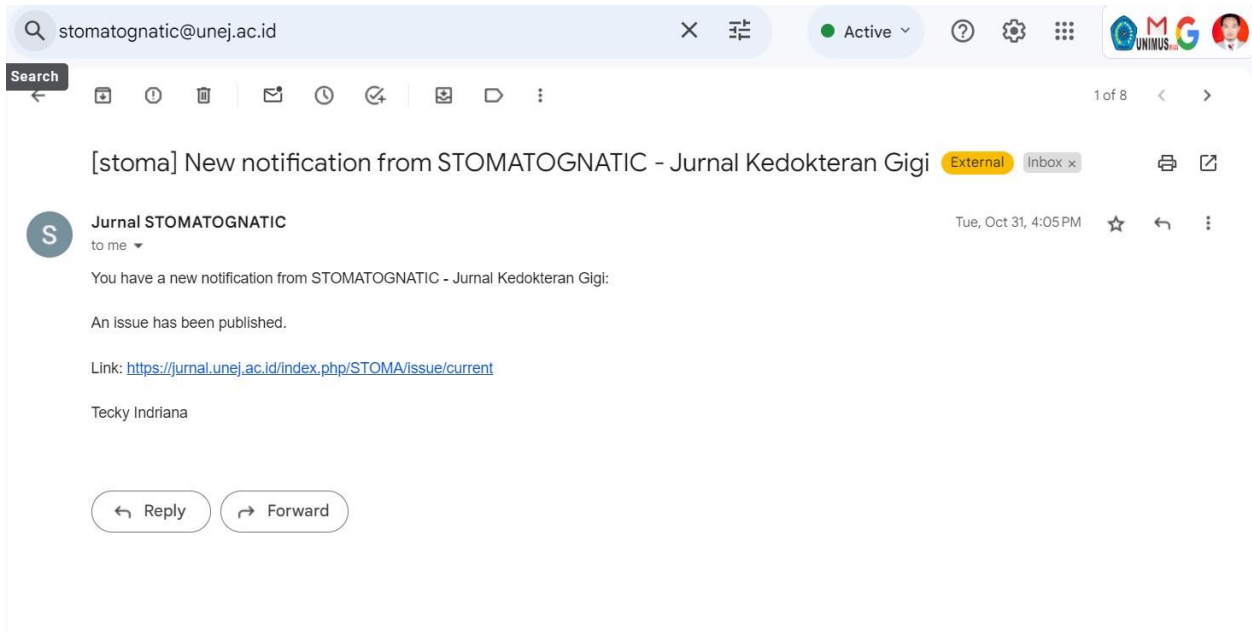 stomatognatic@unej.ac.id
Active
UNIMUS
Search
1 of 8
[stoma] New notification from STOMATOGNATIC - Jurnal Kedokteran Gigi External Inbox ×
Jurnal STOMATOGNATIC
Tue, Oct 31, 4:05 PM
to me
You have a new notification from STOMATOGNATIC - Jurnal Kedokteran Gigi:
An issue has been published.
Link: https://jurnal.unej.ac.id/index.php/STOMA/issue/current
Tecky Indriana
Reply
Forward